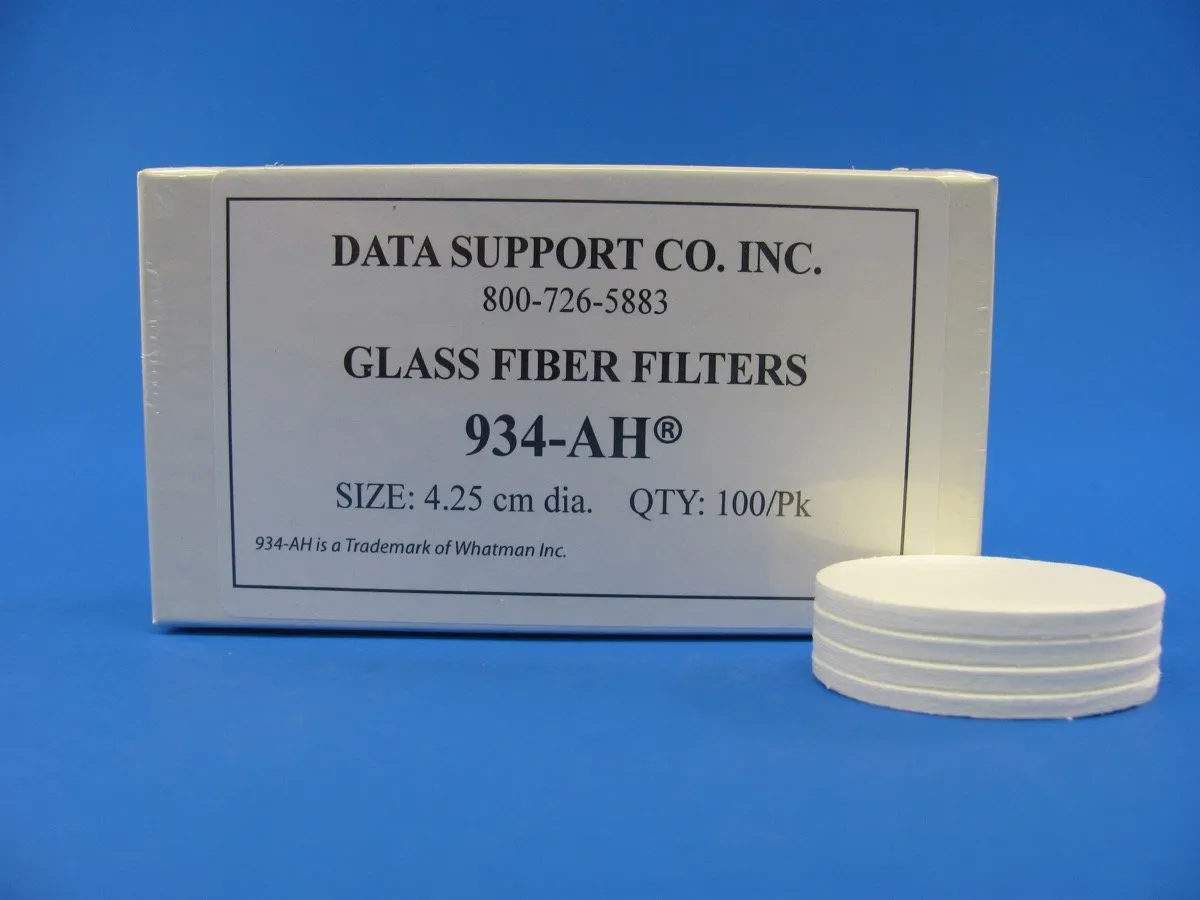 DATA SUPPORT CO. INC.
800-726-5883
GLASS FIBER FILTERS
934-AH®
SIZE: 4.25 cm dia. QTY: 100/Pk
934-AH is a Trademark of Whatman Inc.